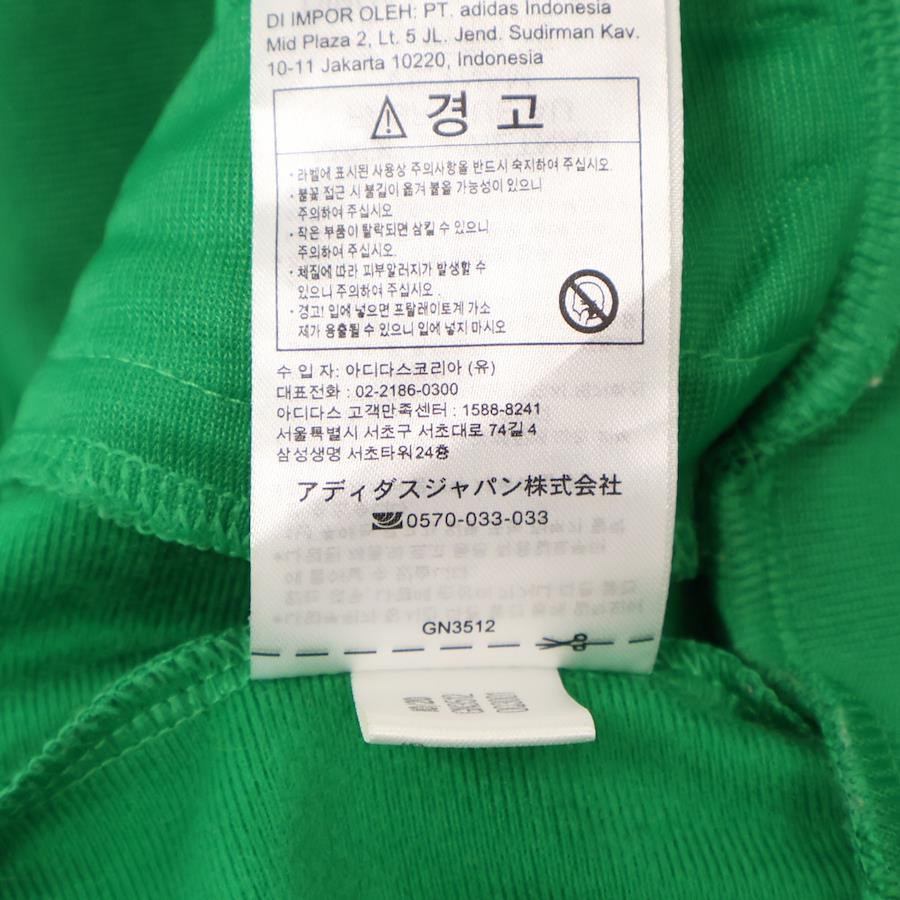 DI IMPOR OLEH: PT. adidas Indonesia
Mid Plaza 2, Lt. 5 JL. Jend. Sudirman Kav.
10-11 Jakarta 10220, Indonesia
경 고
· 라벨에 표시된 사용상 주의사항을 반드시 숙지하여 주십시오.
· 불꽃 접근 시 불길이 옮겨 붙을 가능성이 있으니
주의하여 주십시오
· 작은 부품이 탈락되면 삼킬 수 있으니
주의하여 주십시오.
· 체질에 따라 피부알러지가 발생할 수
있으니 주의하여 주십시오.
· 경고! 입에 넣으면 프탈레이트계 가소
제가 용출될 수 있으니 입에 넣지 마시오
수 입 자: 아디다스코리아 (유)
대표전화 : 02-2186-0300
아디다스 고객만족센터 : 1588-8241
서울특별시 서초구 서초대로 74길 4
삼성생명 서초타워 24층
アディダスジャパン株式会社
0570-033-033
GN3512